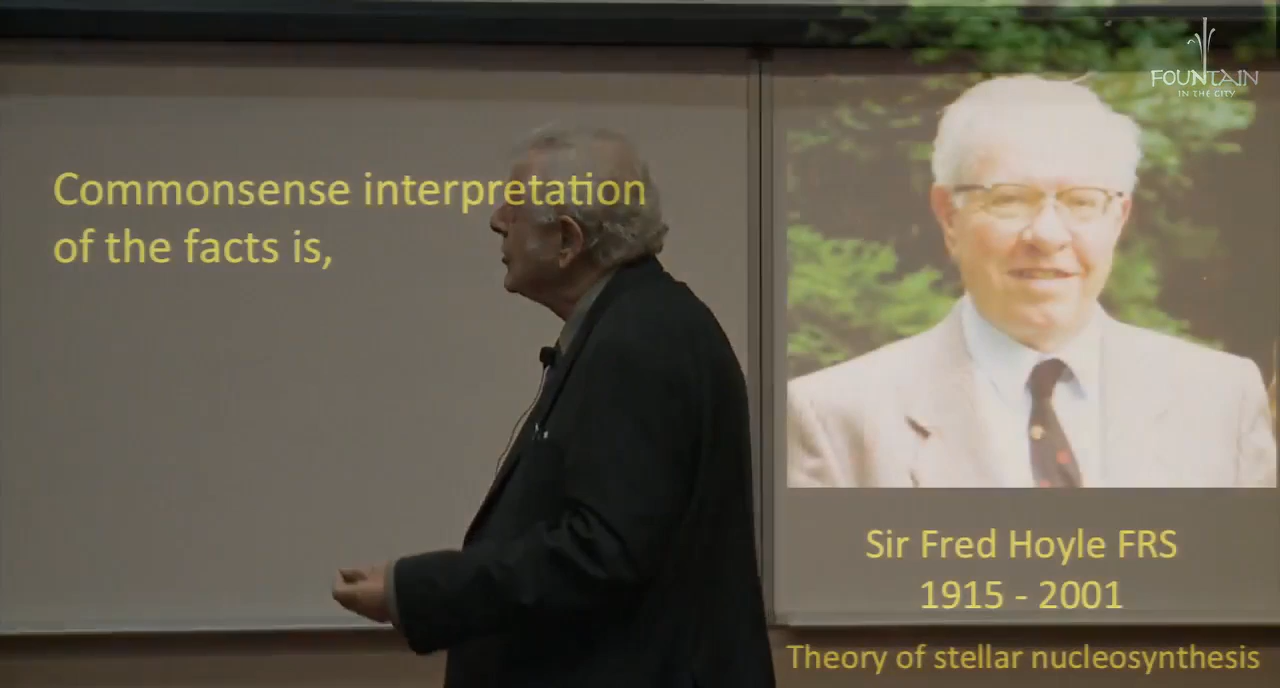 FOUNTAIN
IN THE CITY
Commonsense interpretation
of the facts is,
Sir Fred Hoyle FRS
1915 - 2001
Theory of stellar nucleosynthesis